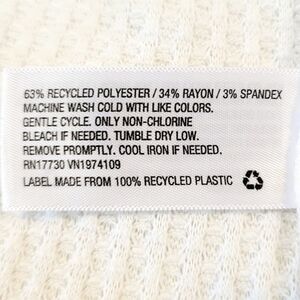 63% RECYCLED POLYESTER / 34% RAYON / 3% SPANDEX
MACHINE WASH COLD WITH LIKE COLORS.
GENTLE CYCLE. ONLY NON-CHLORINE
BLEACH IF NEEDED. TUMBLE DRY LOW.
REMOVE PROMPTLY. COOL IRON IF NEEDED.
RN17730 VN1974109
LABEL MADE FROM 100% RECYCLED PLASTIC